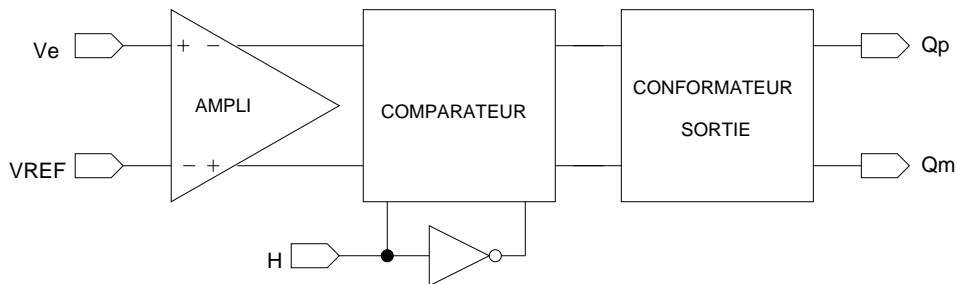 Ve
+ −
Qp
AMPLI
COMPARATEUR
CONFORMATEUR
SORTIE
VREF
− +
Qm
H